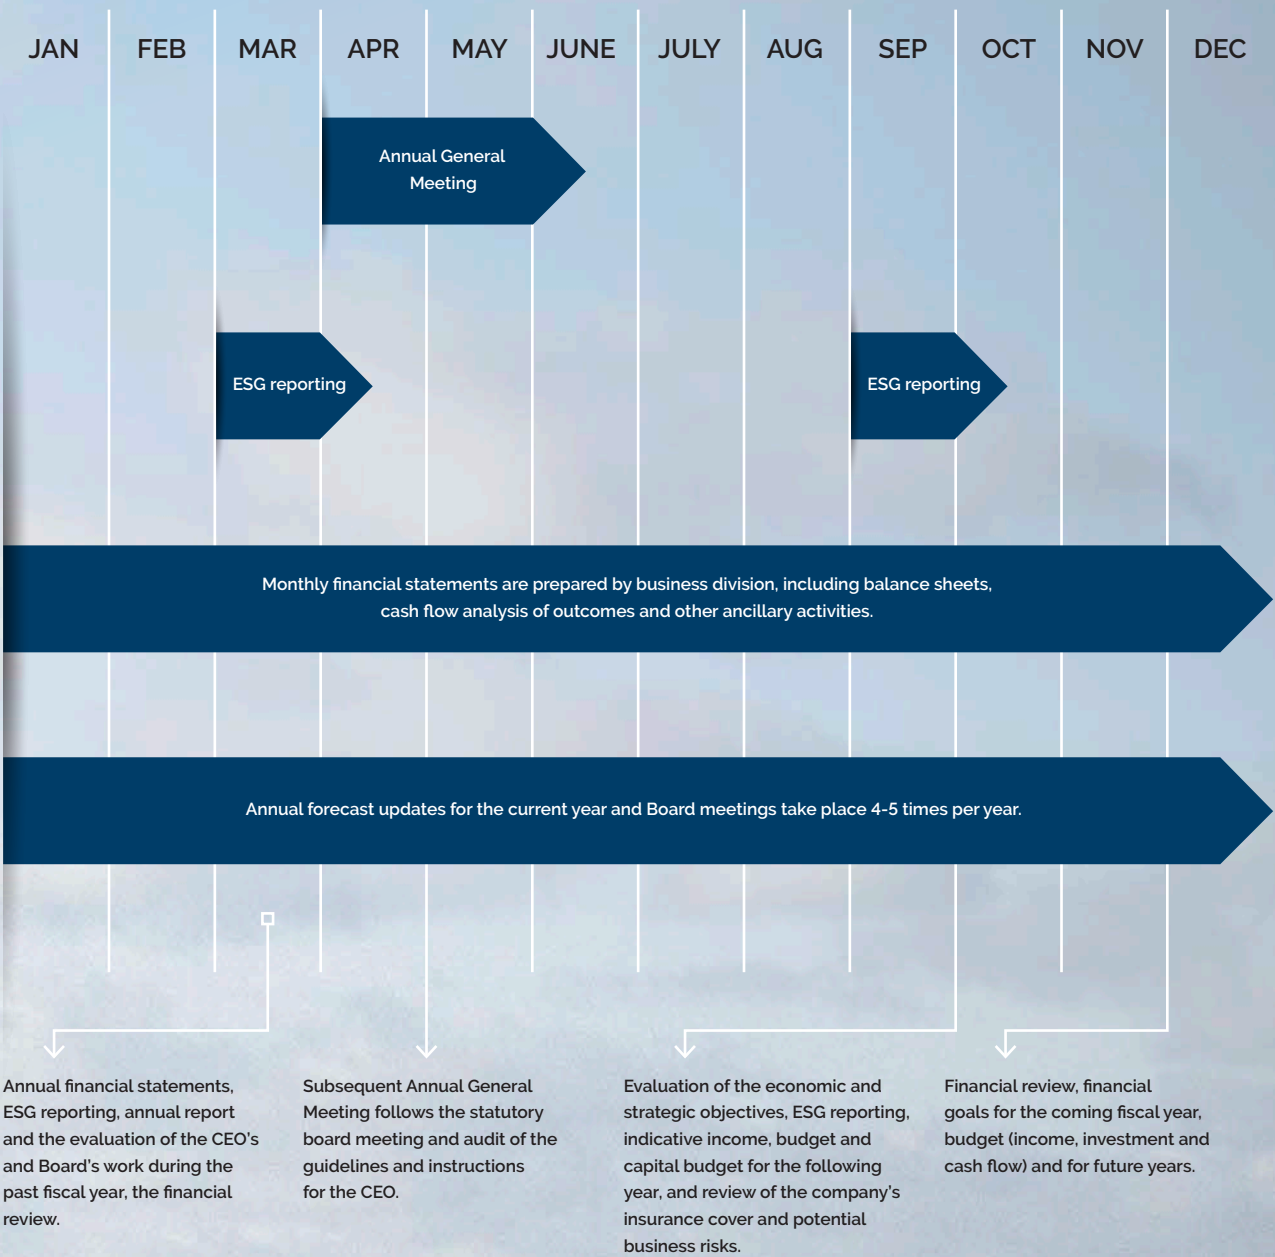 JAN FEB MAR APR MAY JUNE JULY AUG SEP OCT NOV DEC
Annual General
Meeting
ESG reporting
ESG reporting
Monthly financial statements are prepared by business division, including balance sheets,
cash flow analysis of outcomes and other ancillary activities.
Annual forecast updates for the current year and Board meetings take place 4-5 times per year.
Annual financial statements,
ESG reporting, annual report
and the evaluation of the CEO's
and Board's work during the
past fiscal year, the financial
review.
Subsequent Annual General
Meeting follows the statutory
board meeting and audit of the
guidelines and instructions
for the CEO.
Evaluation of the economic and
strategic objectives, ESG reporting,
indicative income, budget and
capital budget for the following
year, and review of the company's
insurance cover and potential
business risks.
Financial review, financial
goals for the coming fiscal year,
budget (income, investment and
cash flow) and for future years.